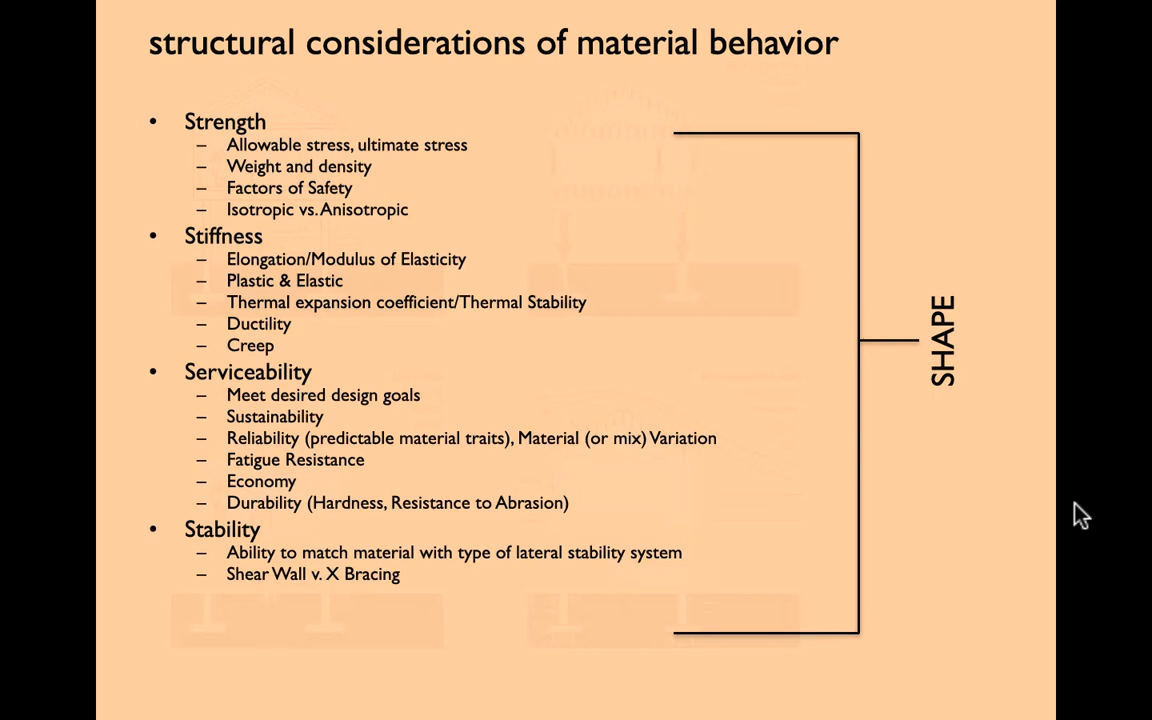 structural considerations of material behavior
• Strength
– Allowable stress, ultimate stress
– Weight and density
– Factors of Safety
– Isotropic vs. Anisotropic
• Stiffness
– Elongation/Modulus of Elasticity
– Plastic & Elastic
– Thermal expansion coefficient/Thermal Stability
– Ductility
– Creep
• Serviceability
– Meet desired design goals
– Sustainability
– Reliability (predictable material traits), Material (or mix) Variation
– Fatigue Resistance
– Economy
– Durability (Hardness, Resistance to Abrasion)
• Stability
– Ability to match material with type of lateral stability system
– Shear Wall v. X Bracing
SHAPE